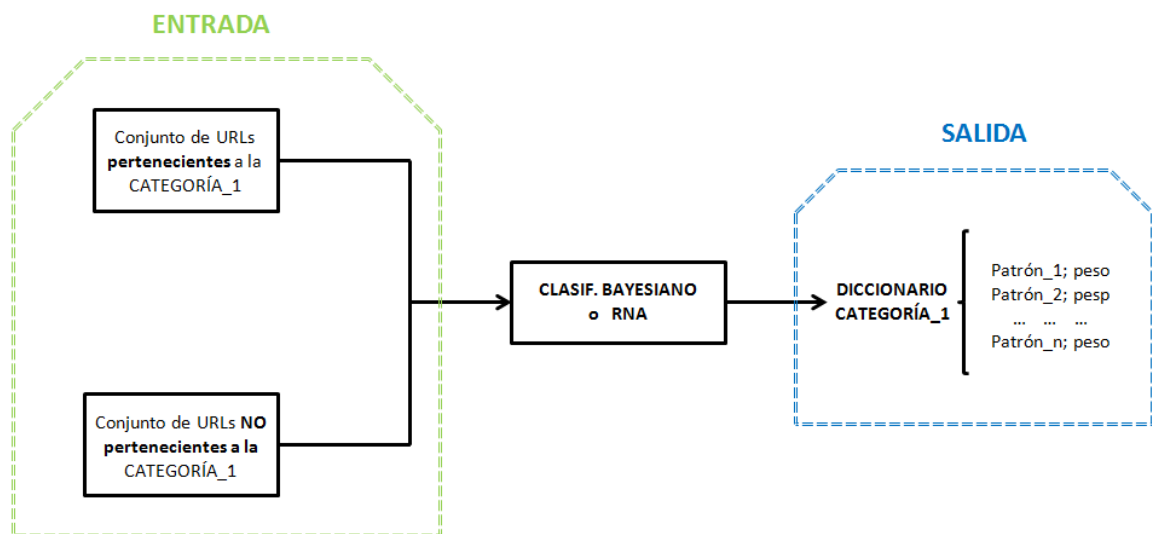 ENTRADA
Conjunto de URLs
pertenecientes a la
CATEGORÍA_1
Conjunto de URLs NO
pertenecientes a la
CATEGORÍA_1
CLASIF. BAYESIANO
o RNA
SALIDA
DICCIONARIO
CATEGORÍA_1
Patrón_1; peso
Patrón_2; pesp
... ... ...
Patrón_n; peso